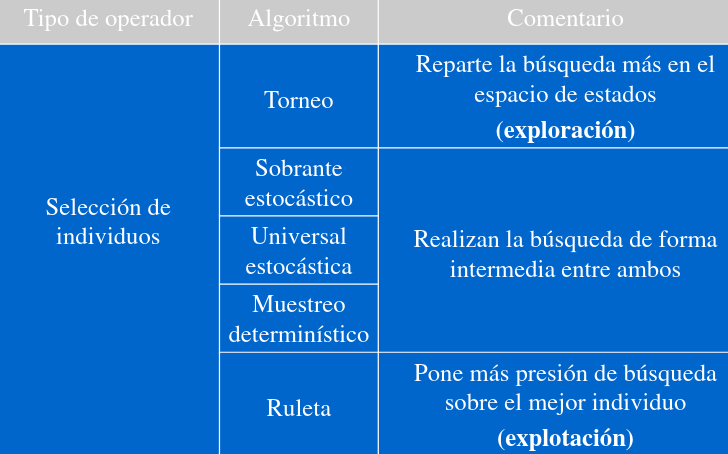 Tipo de operador
Algoritmo
Comentario
Selección de
individuos
Torneo
Reparte la búsqueda más en el
espacio de estados
(exploración)
Sobrante
estocástico
Universal
estocástica
Muestreo
determinístico
Realizan la búsqueda de forma
intermedia entre ambos
Ruleta
Pone más presión de búsqueda
sobre el mejor individuo
(explotación)